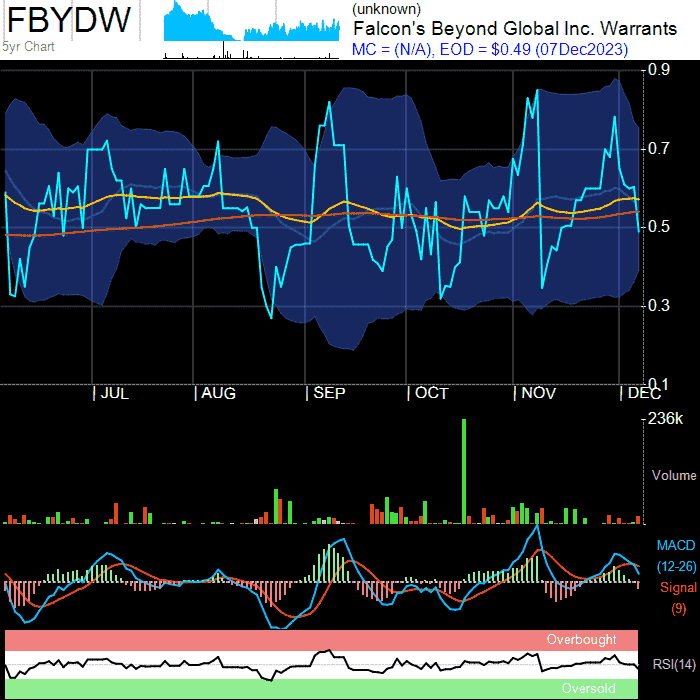 FBYDW
5yr Chart
(unknown)
Falcon's Beyond Global Inc. Warrants
MC = (N/A), EOD = $0.49 (07Dec2023)
0.9
0.7
0.5
0.3
0.1
JUL
AUG
SEP
OCT
NOV
DEC
236k
Volume
MACD
(12-26)
Signal
(9)
Overbought
RSI(14)
Oversold